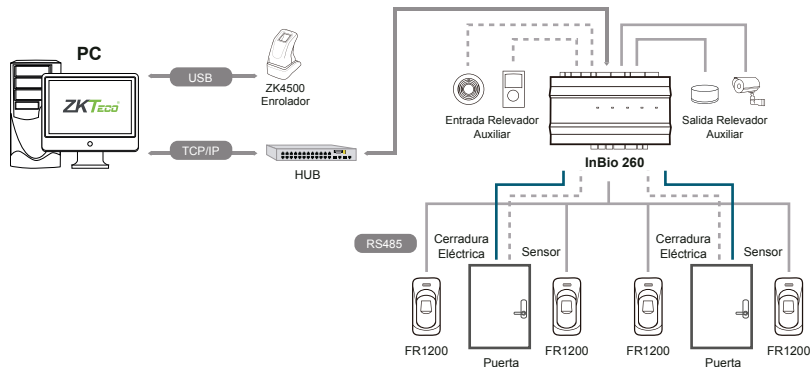 PC
USB
ZK4500
Enrolador
ZKTeco
TCP/IP
HUB
Entrada Relevador
Auxiliar
Salida Relevador
Auxiliar
InBio 260
RS485
Cerradura
Eléctrica
Sensor
Cerradura
Eléctrica
Sensor
FR1200
Puerta
FR1200
FR1200
Puerta
FR1200